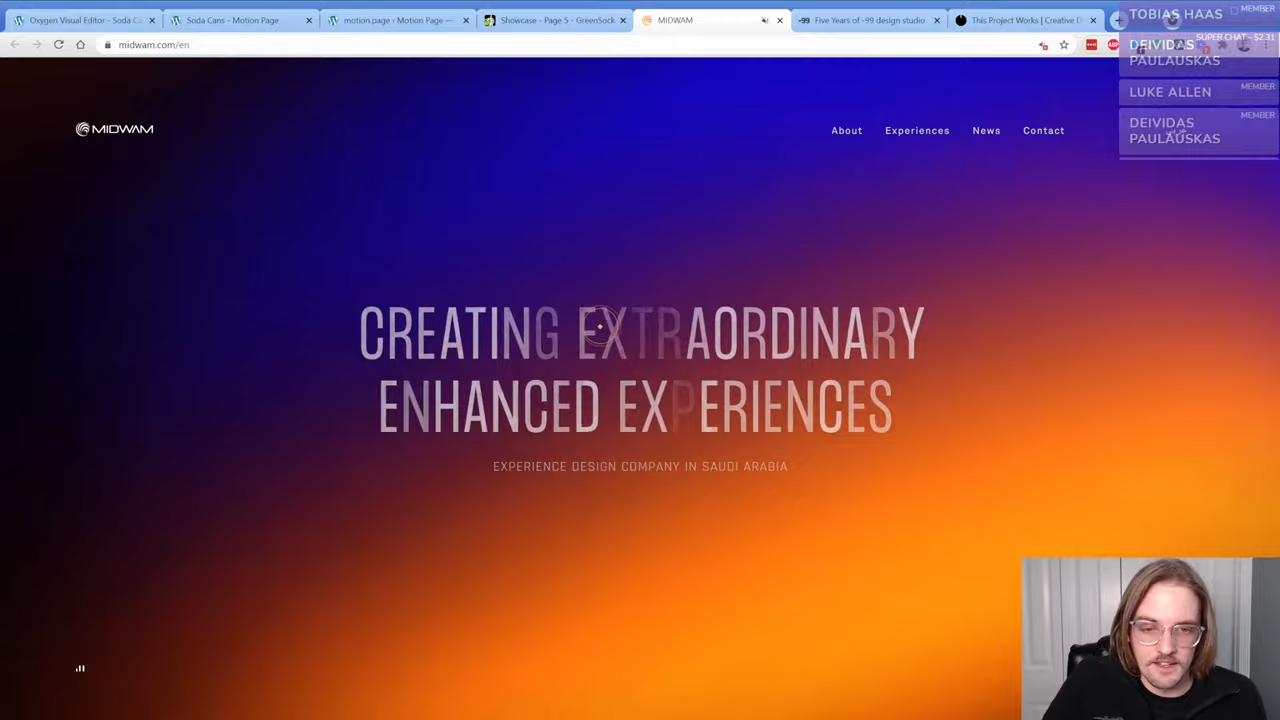 Oxygen Visual Editor - Soda Ca
Soda Cans - Motion Page
motion.page › Motion Page —
Showcase - Page 5 - GreenSock
MIDWAM
-99 Five Years of -99 design studio
This Project Works | Creative D
midwam.com/en
ABP
TOBIAS HAAS
MEMBER
SUPER CHAT - $2.31
DEIVIDAS
PAULAUSKAS
LUKE ALLEN
MEMBER
DEIVIDAS
PAULAUSKAS
MEMBER
MIDWAM
About
Experiences
News
Contact
CREATING EXTRAORDINARY
ENHANCED EXPERIENCES
EXPERIENCE DESIGN COMPANY IN SAUDI ARABIA